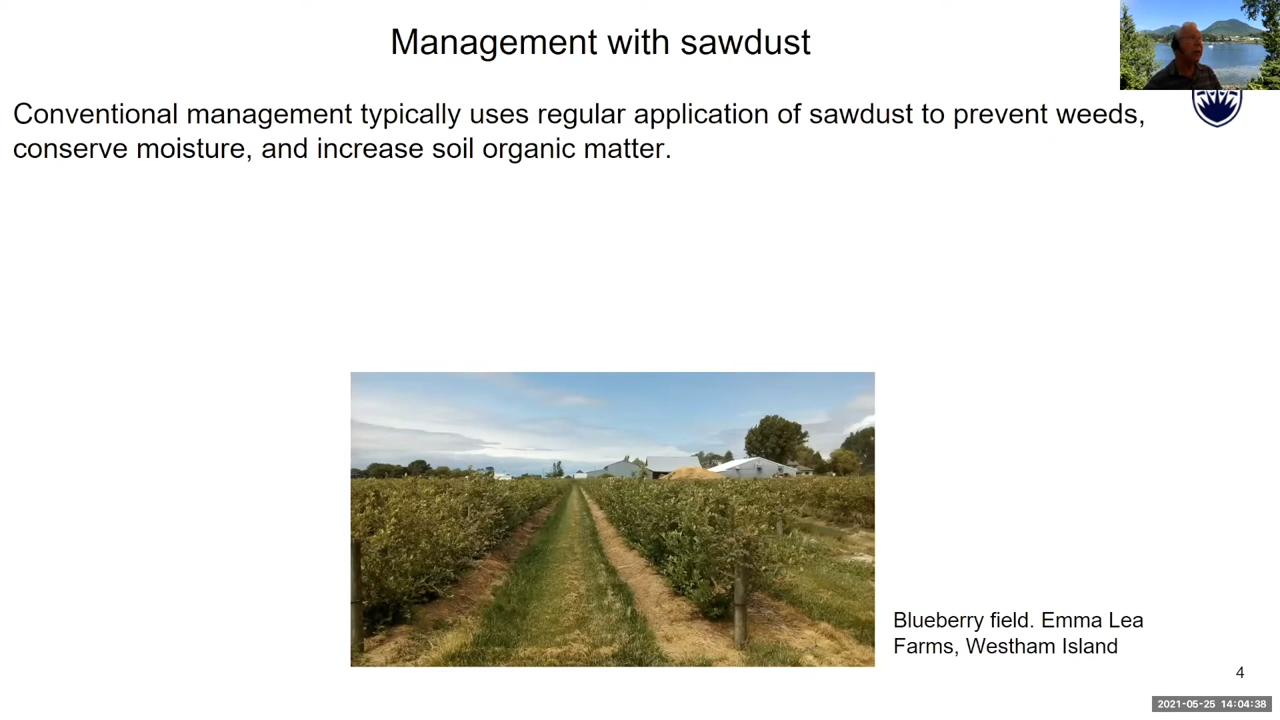 Management with sawdust
Conventional management typically uses regular application of sawdust to prevent weeds,
conserve moisture, and increase soil organic matter.
Blueberry field. Emma Lea
Farms, Westham Island
4
2021-05-25 14:04:38